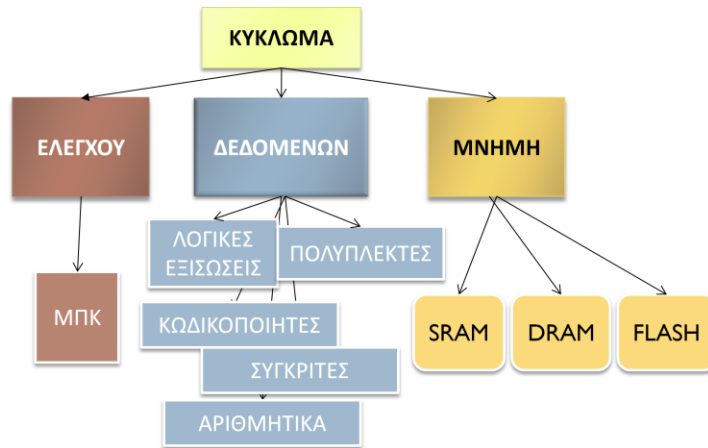 ΚΥΚΛΩΜΑ
ΕΛΕΓΧΟΥ
ΔΕΔΟΜΕΝΩΝ
ΜΝΗΜΗ
ΛΟΓΙΚΕΣ
ΕΞΙΣΩΣΕΙΣ
ΠΟΛΥΠΛΕΚΤΕΣ
ΜΠΚ
ΚΩΔΙΚΟΠΟΙΗΤΕΣ
SRAM
DRAM
FLASH
ΣΥΓΚΡΙΤΕΣ
ΑΡΙΘΜΗΤΙΚΑ